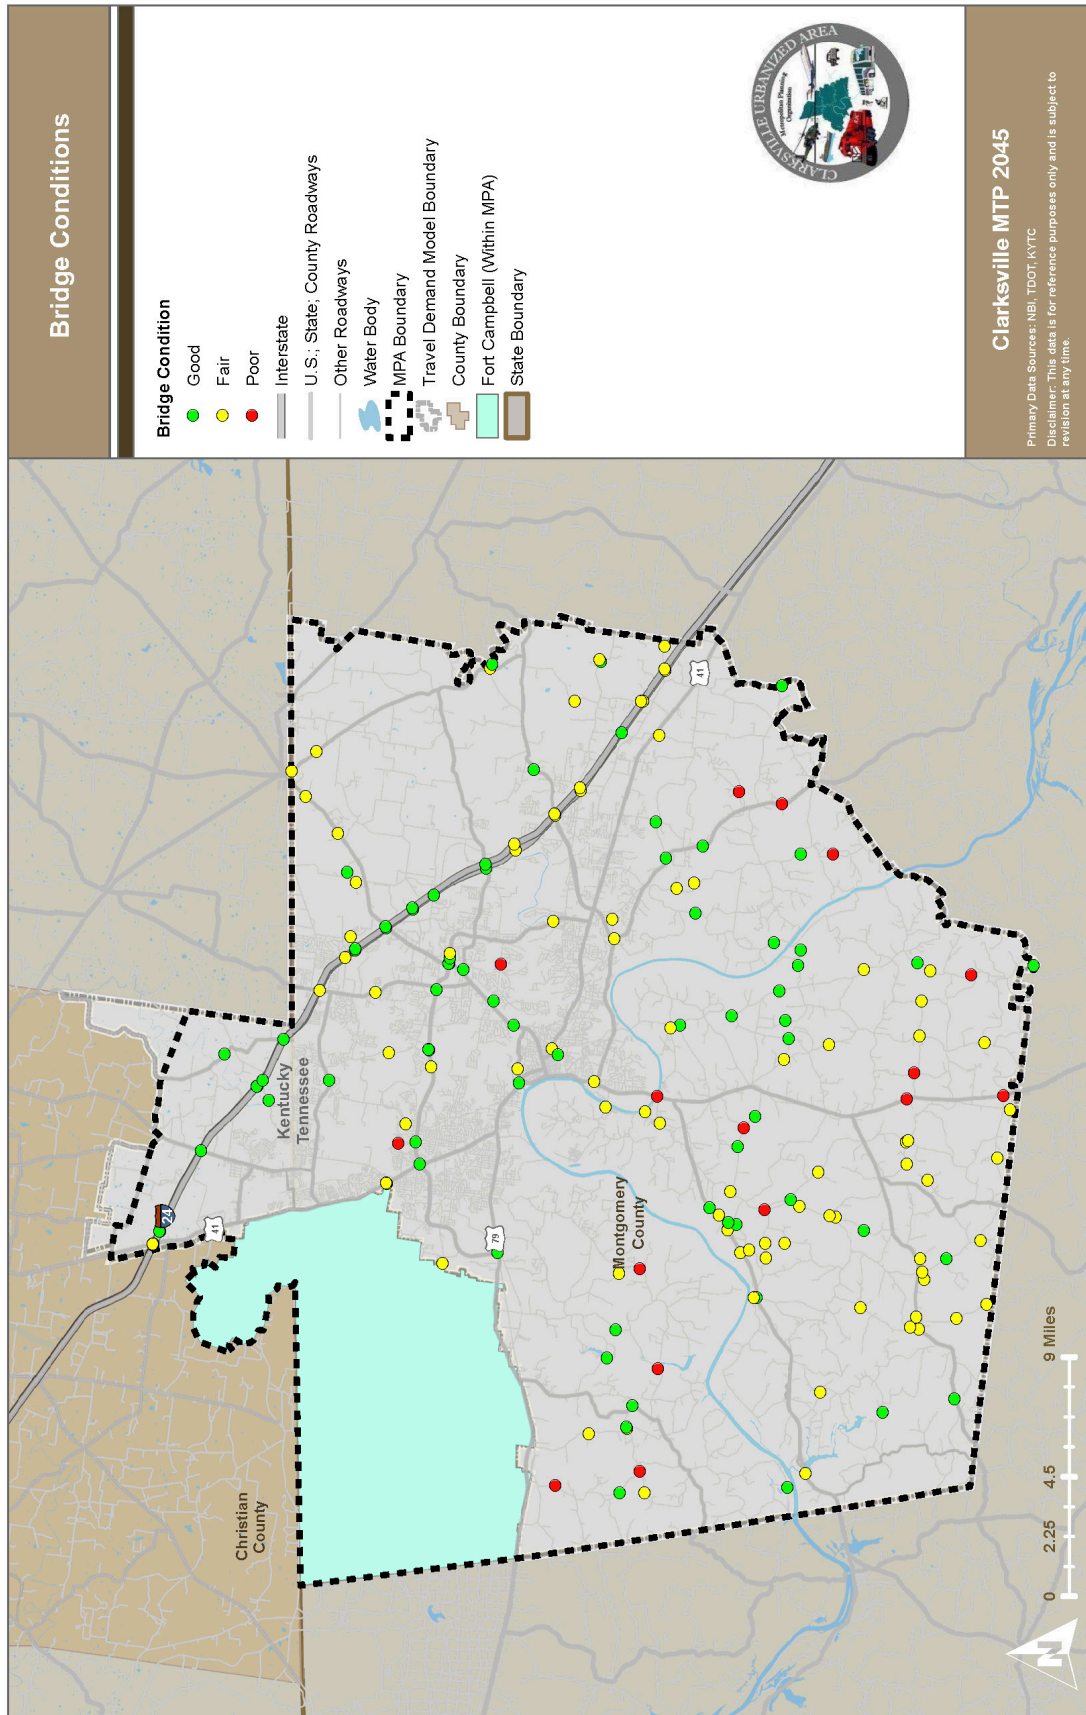 Bridge Conditions
Bridge Condition
Good
Fair
Poor
Interstate
U.S.; State; County Roadways
Other Roadways
Water Body
MPA Boundary
Travel Demand Model Boundary
County Boundary
Fort Campbell (Within MPA)
State Boundary
CLARKSVILLE URBANIZED AREA
Metropolitan Planning
Organization
Clarksville MTP 2045
Primary Data Sources: NBI, TDOT, KYTC
Disclaimer: This data is for reference purposes only and is subject to
revision at any time.
Christian
County
24
41
Kentucky
Tennessee
79
41
Montgomery
County
N
0 2.25 4.5 9 Miles